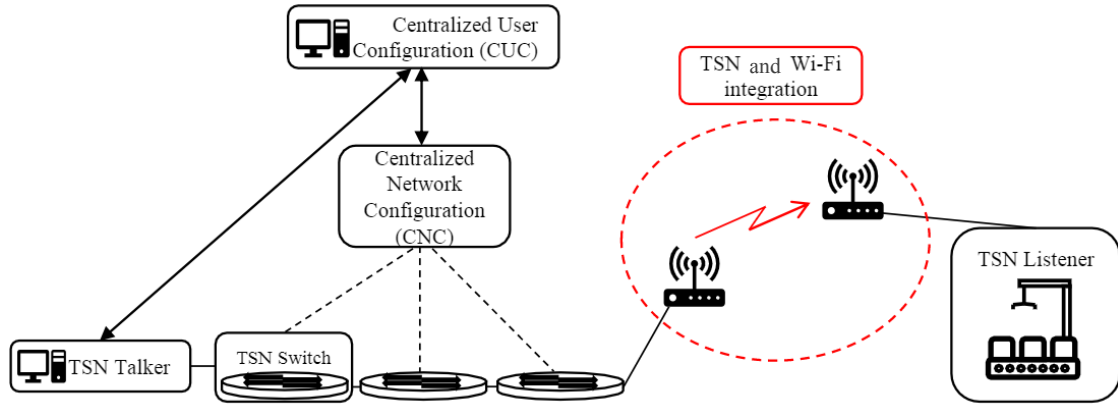 Centralized User
Configuration (CUC)
TSN and Wi-Fi
integration
Centralized
Network
Configuration
(CNC)
TSN Listener
TSN Switch
TSN Talker